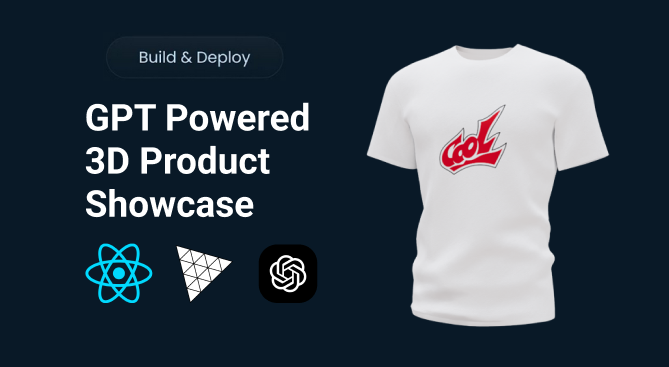 Build & Deploy
GPT Powered
3D Product
Showcase
COOL